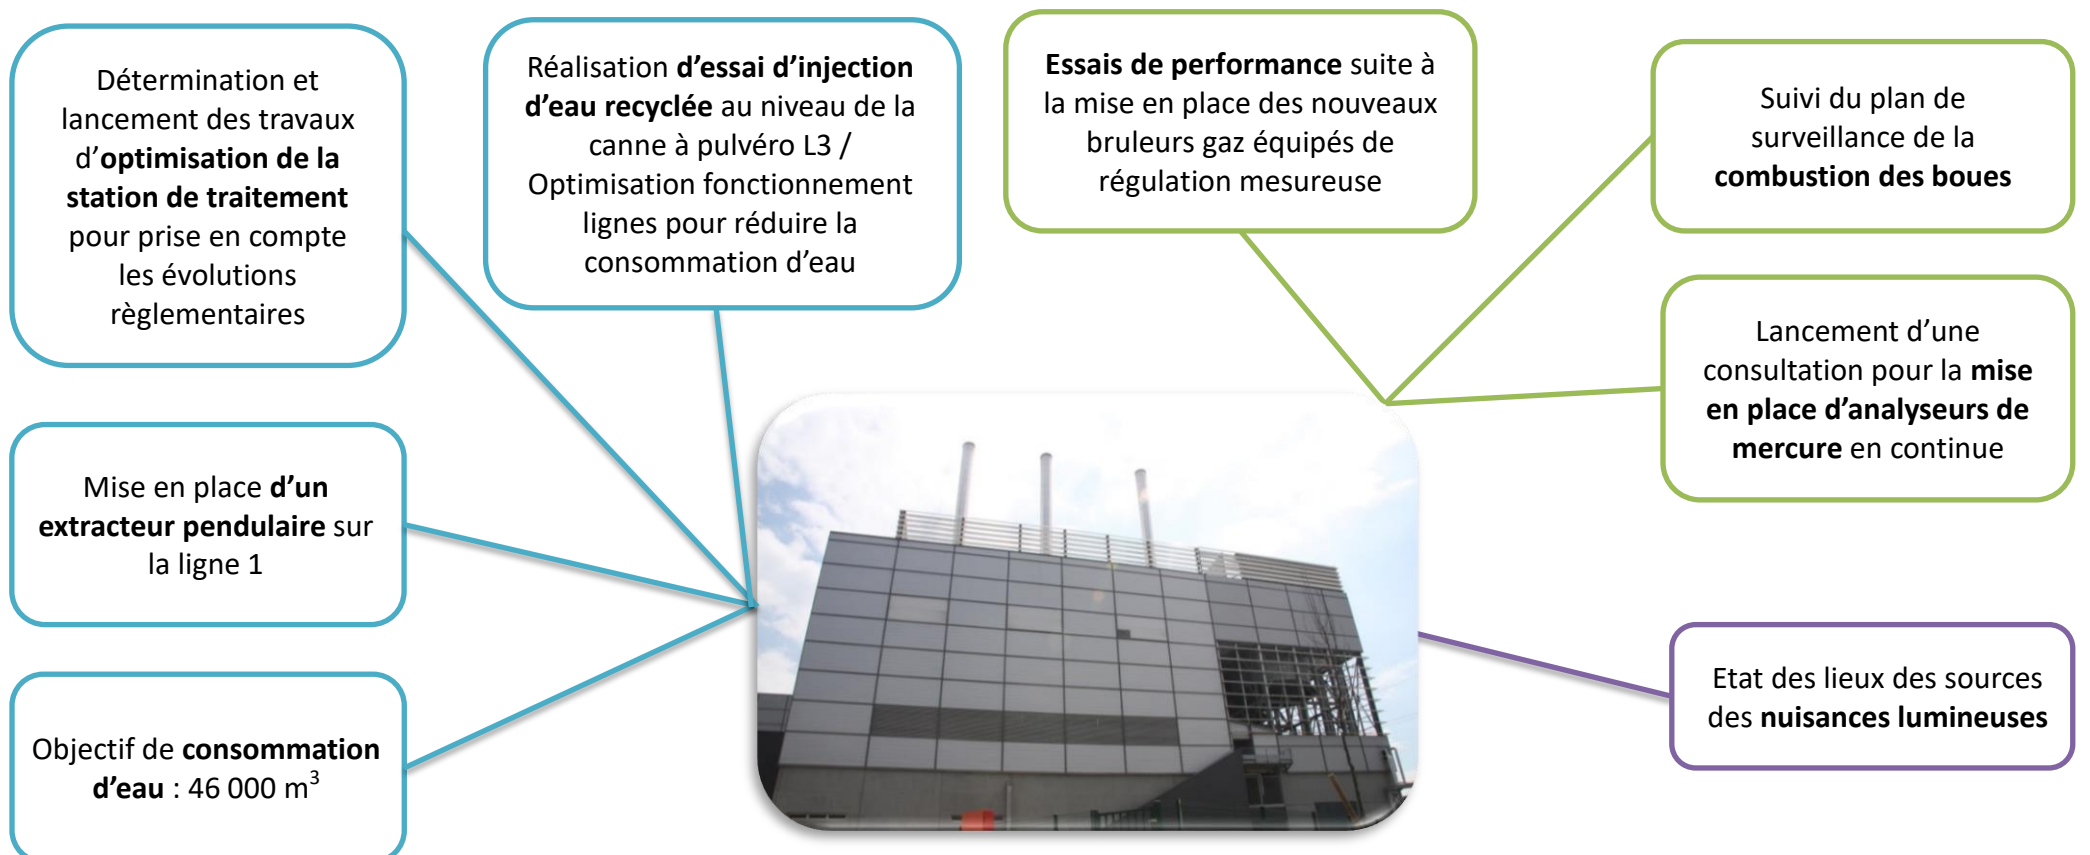 Détermination et
lancement des travaux
d’optimisation de la
station de traitement
pour prise en compte
les évolutions
règlementaires
Réalisation d’essai d’injection
d’eau recyclée au niveau de la
canne à pulvéro L3 /
Optimisation fonctionnement
lignes pour réduire la
consommation d’eau
Essais de performance suite à
la mise en place des nouveaux
bruleurs gaz équipés de
régulation mesureuse
Suivi du plan de
surveillance de la
combustion des boues
Lancement d’une
consultation pour la mise
en place d’analyseurs de
mercure en continue
Mise en place d’un
extracteur pendulaire sur
la ligne 1
Objectif de consommation
d’eau : 46 000 m³
Etat des lieux des sources
des nuisances lumineuses